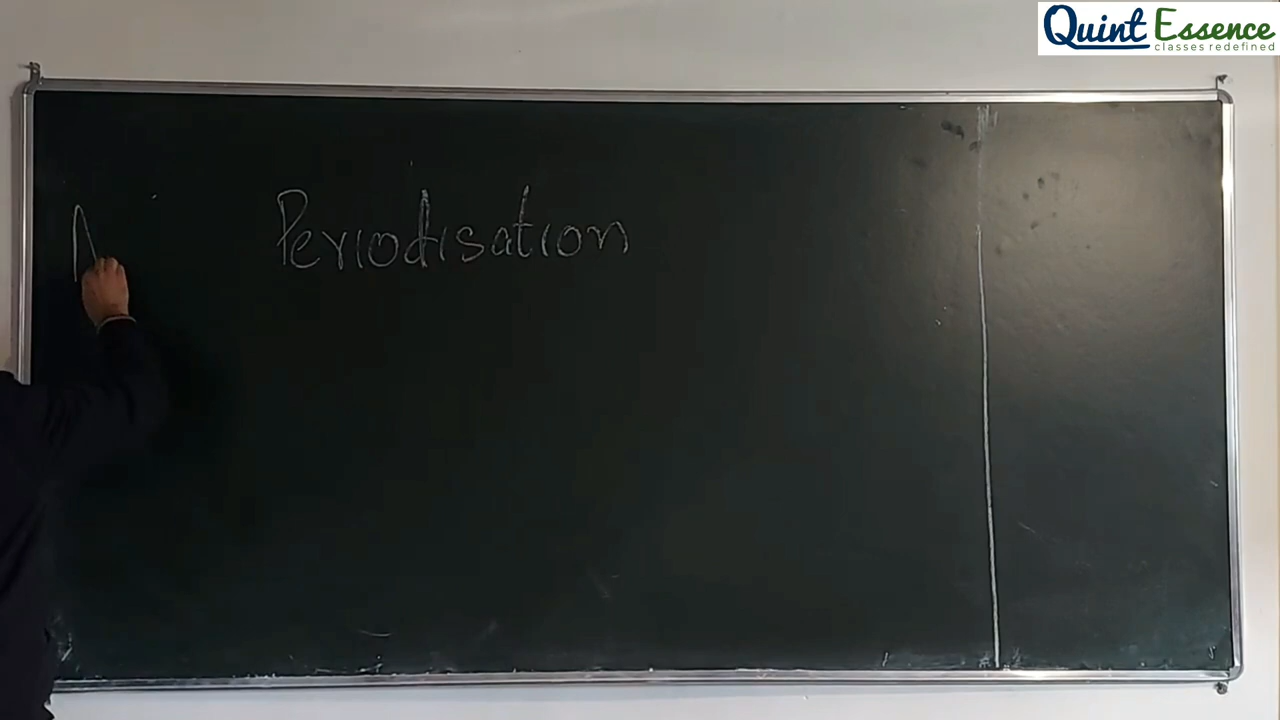 Quint Essence
classes redefined
Periodisation